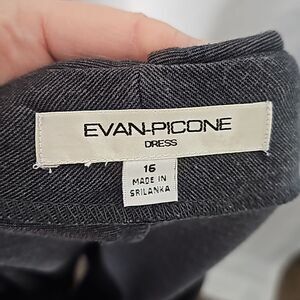 EVAN-PICONE
DRESS
16
MADE IN
SRILANKA